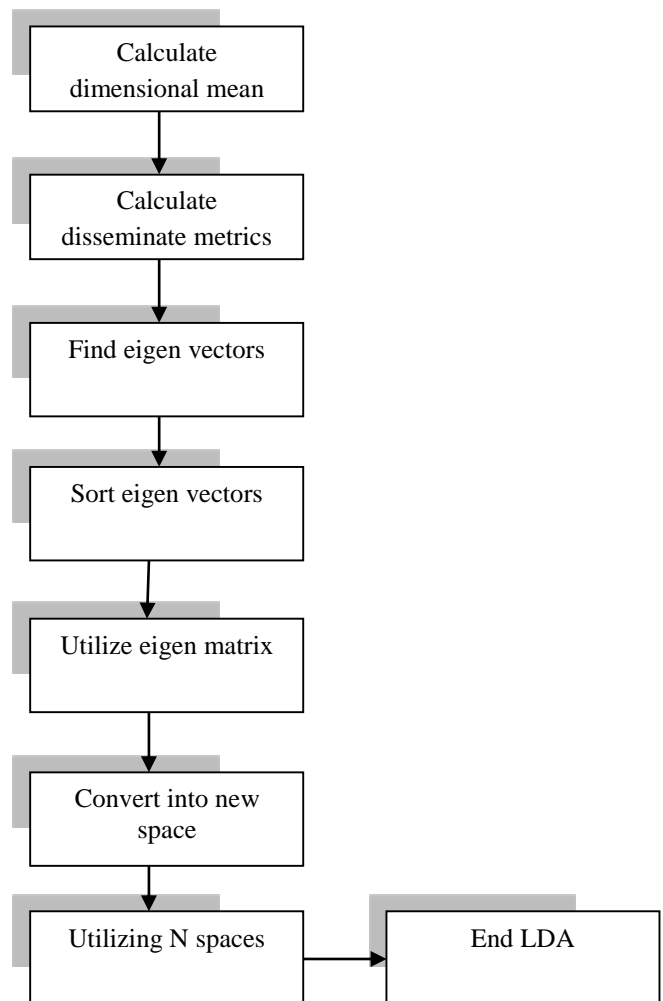 Calculate
dimensional mean
Calculate
disseminate metrics
Find eigen vectors
Sort eigen vectors
Utilize eigen matrix
Convert into new
space
Utilizing N spaces
End LDA